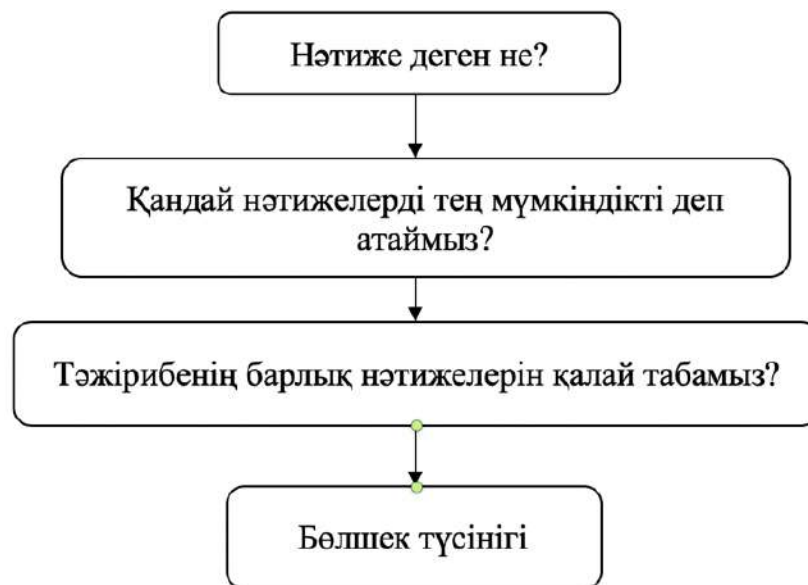 Нәтиже деген не?
Қандай нәтижелерді тең мүмкіндікті деп
атаймыз?
Тәжірибенің барлық нәтижелерін қалай табамыз?
Бөлшек түсінігі